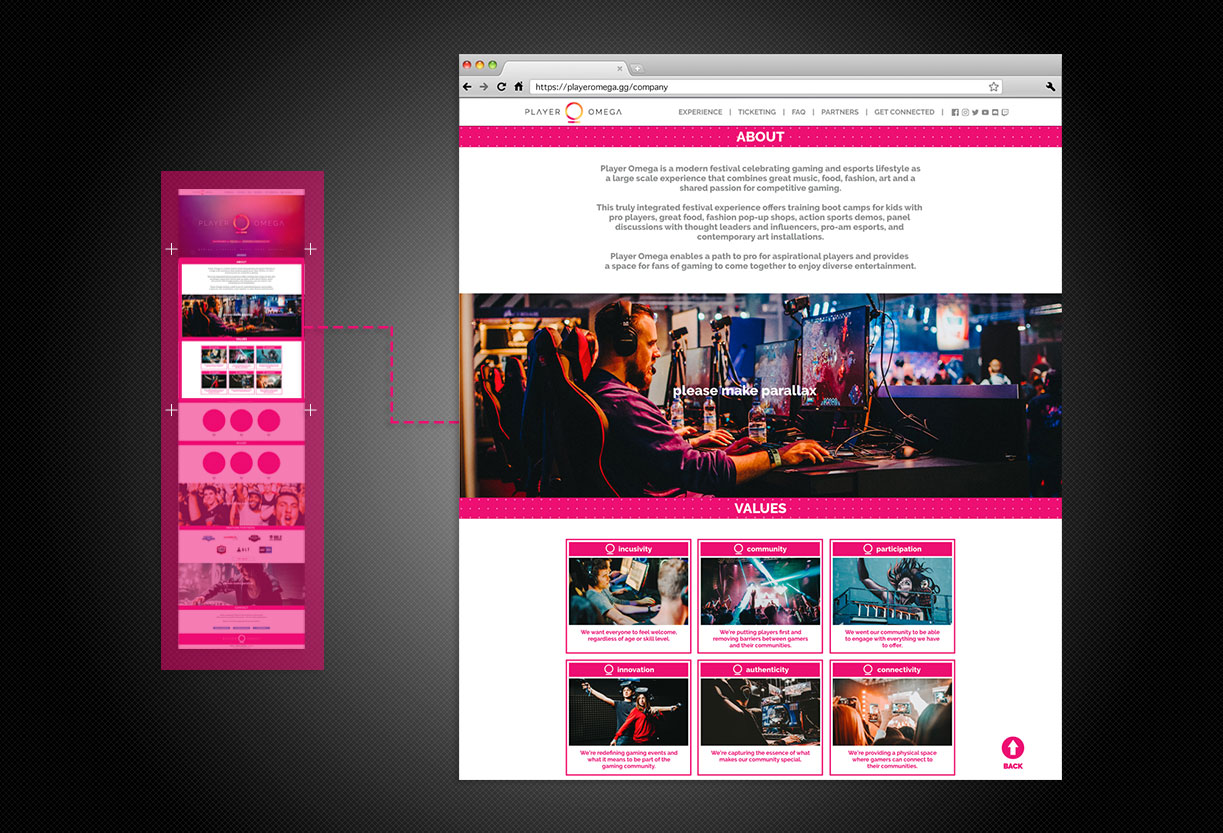 https://playeromega.gg/company
PLAYER OMEGA
EXPERIENCE | TICKETING | FAQ | PARTNERS | GET CONNECTED |
ABOUT
Player Omega is a modern festival celebrating gaming and esports lifestyle as
a large scale experience that combines great music, food, fashion, art and a
shared passion for competitive gaming.
This truly integrated festival experience offers training boot camps for kids with
pro players, great food, fashion pop-up shops, action sports demos, panel
discussions with thought leaders and influencers, pro-am esports, and
contemporary art installations.
Player Omega enables a path to pro for aspirational players and provides
a space for fans of gaming to come together to enjoy diverse entertainment.
please make parallax
VALUES
incusivity
We want everyone to feel welcome,
regardless of age or skill level.
community
We're putting players first and
removing barriers between gamers
and their communities.
participation
We went our community to be able
to engage with everything we have
to offer.
innovation
We're redefining gaming events and
what it means to be part of the
gaming community.
authenticity
We're capturing the essence of what
makes our community special.
connectivity
We're providing a physical space
where gamers can connect to
their communities.
BACK
PLAYER OMEGA
ABOUT
VALUES